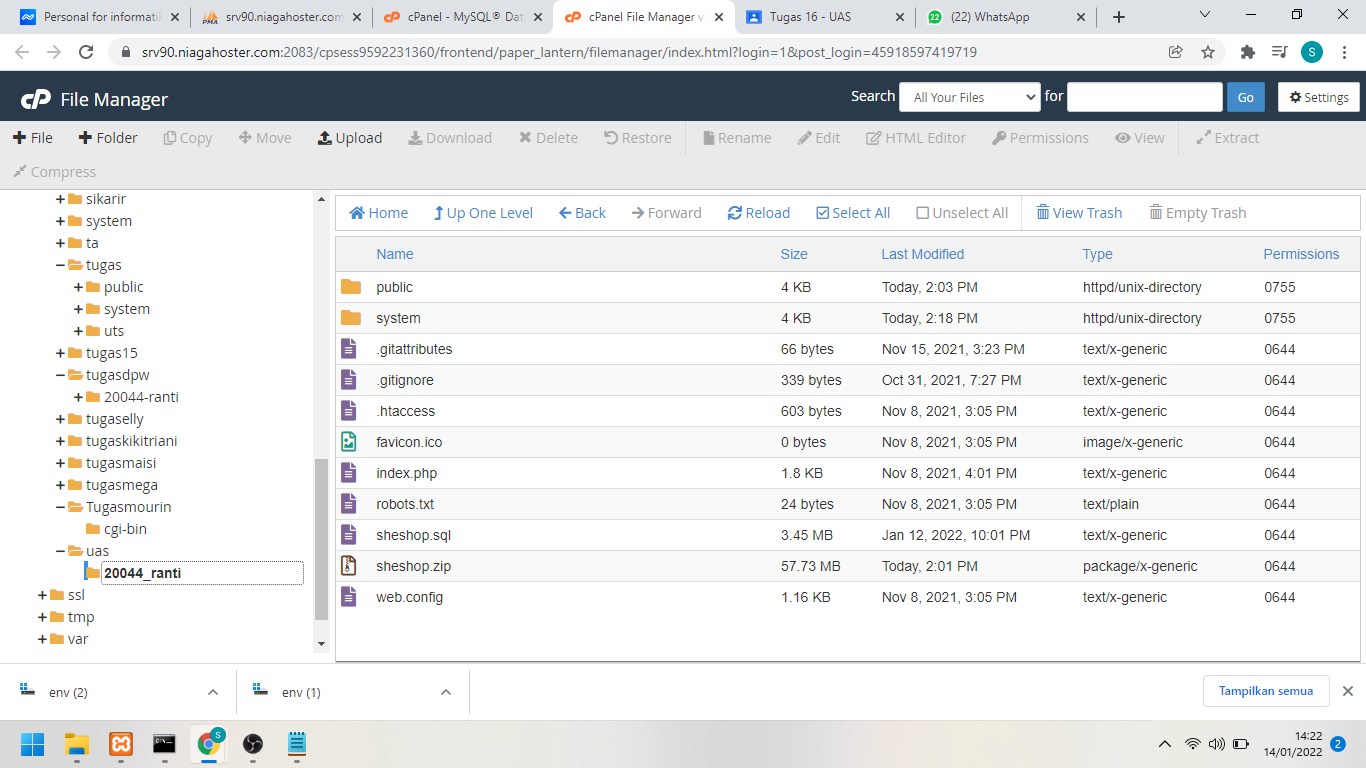 Personal for informatik
srv90.niagahoster.com
cPanel - MySQL® Dat
cPanel File Manager v
Tugas 16 - UAS
(22) WhatsApp
srv90.niagahoster.com:2083/cpsess9592231360/frontend/paper_lantern/filemanager/index.html?login=1&post_login=45918597419719
S
cP File Manager
Search All Your Files for Go Settings
File Folder Copy Move Upload Download Delete Restore Rename Edit HTML Editor Permissions View Extract
Compress
sikarir
system
ta
tugas
public
system
uts
tugas15
tugasdpw
20044-ranti
tugaselly
tugaskikitriani
tugasmaisi
tugasmega
Tugasmourin
cgi-bin
uas
20044_ranti
ssl
tmp
var
Home Up One Level Back Forward Reload Select All Unselect All View Trash Empty Trash
Name Size Last Modified Type Permissions
public 4 KB Today, 2:03 PM httpd/unix-directory 0755
system 4 KB Today, 2:18 PM httpd/unix-directory 0755
.gitattributes 66 bytes Nov 15, 2021, 3:23 PM text/x-generic 0644
.gitignore 339 bytes Oct 31, 2021, 7:27 PM text/x-generic 0644
.htaccess 603 bytes Nov 8, 2021, 3:05 PM text/x-generic 0644
favicon.ico 0 bytes Nov 8, 2021, 3:05 PM image/x-generic 0644
index.php 1.8 KB Nov 8, 2021, 4:01 PM text/x-generic 0644
robots.txt 24 bytes Nov 8, 2021, 3:05 PM text/plain 0644
sheshop.sql 3.45 MB Jan 12, 2022, 10:01 PM text/x-generic 0644
sheshop.zip 57.73 MB Today, 2:01 PM package/x-generic 0644
web.config 1.16 KB Nov 8, 2021, 3:05 PM text/x-generic 0644
env (2)
env (1)
Tampilkan semua
S
14:22
14/01/2022
2